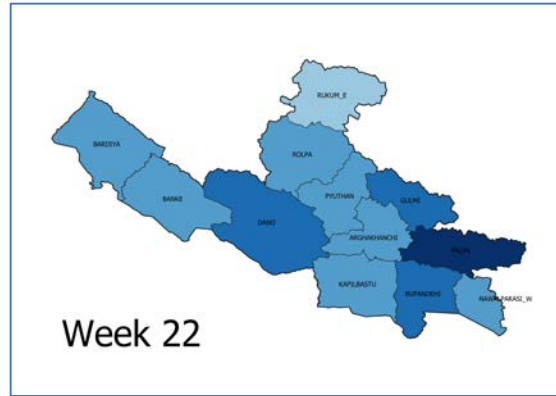 RUKUM_E
BARDIYA
ROLPA
BANKE
PYUTHAN
GULMI
DANG
ARGHAKHANCHI
PALPA
KAPILBASTU
RUPANDEHI
NAWALPARASI_W
Week 22